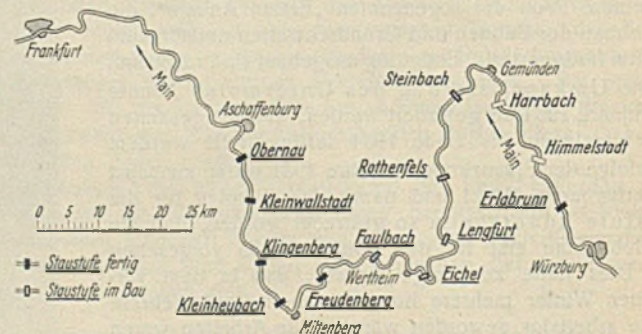 Frankfurt
Main
Aschaffenburg
Obernau
Kleinwallstadt
Klingenberg
Kleinheybach
Miltenberg
Freudenberg
Faulbach
Wertheim
Eichel
Lengfurt
Rothenfels
Steinbach
Gemünden
Harrbach
Main
Himmelstadt
Erlabrunn
Würzburg
0 5 10 15 20 25 km
Staustufe fertig
Staustufe im Bau